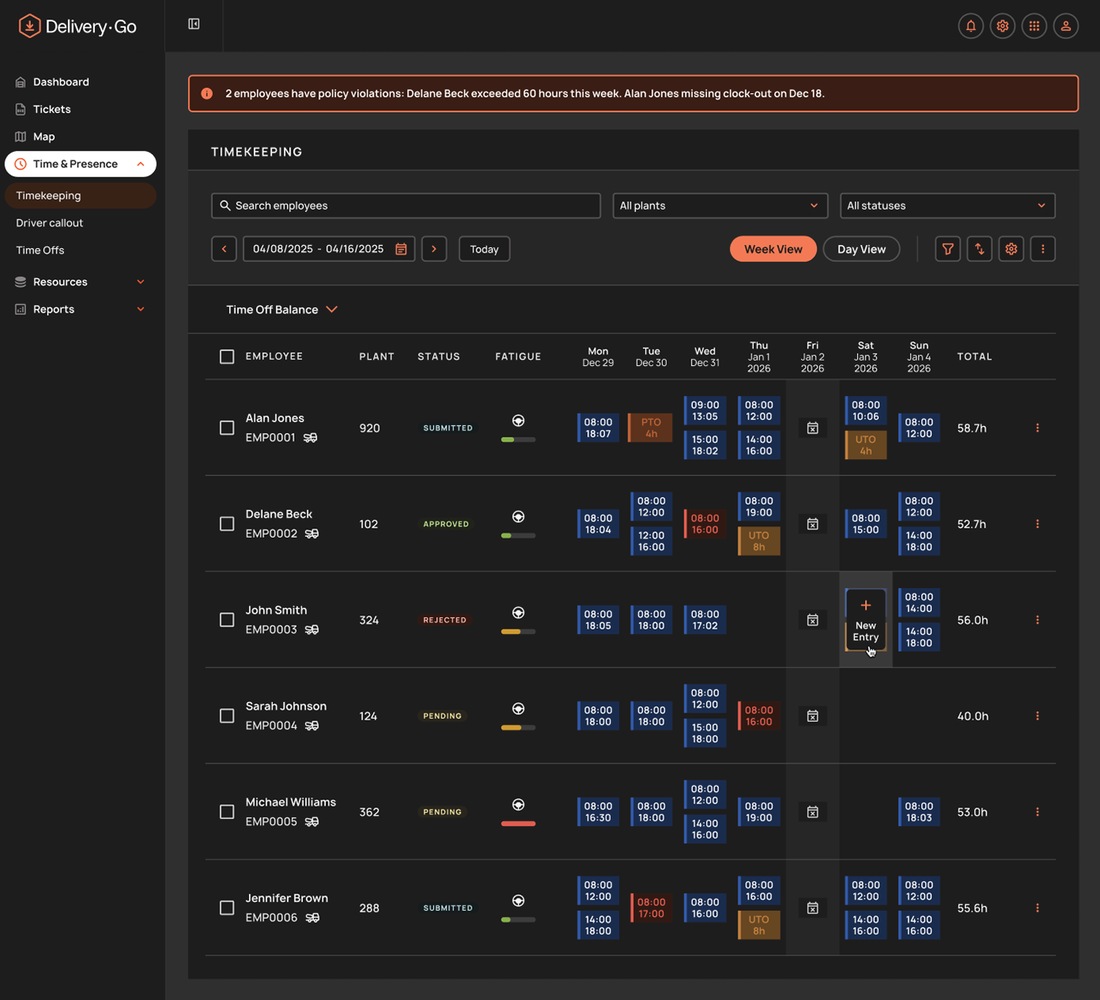 Delivery·Go
Dashboard
Tickets
Map
Time & Presence
Timekeeping
Driver callout
Time Offs
Resources
Reports
2 employees have policy violations: Delane Beck exceeded 60 hours this week. Alan Jones missing clock-out on Dec 18.
TIMEKEEPING
Search employees
All plants
All statuses
04/08/2025 - 04/16/2025
Today
Week View
Day View
Time Off Balance
EMPLOYEE
PLANT
STATUS
FATIGUE
Mon
Dec 29
Tue
Dec 30
Wed
Dec 31
Thu
Jan 1
2026
Fri
Jan 2
2026
Sat
Jan 3
2026
Sun
Jan 4
2026
TOTAL
Alan Jones
EMP0001
920
SUBMITTED
08:00
18:07
PTO
4h
09:00
13:05
15:00
18:02
08:00
12:00
14:00
16:00
08:00
10:06
UTO
4h
08:00
12:00
58.7h
Delane Beck
EMP0002
102
APPROVED
08:00
18:04
08:00
12:00
12:00
16:00
08:00
16:00
08:00
19:00
UTO
8h
08:00
15:00
08:00
12:00
14:00
18:00
52.7h
John Smith
EMP0003
324
REJECTED
08:00
18:05
08:00
18:00
08:00
17:02
New
Entry
08:00
14:00
14:00
18:00
56.0h
Sarah Johnson
EMP0004
124
PENDING
08:00
18:00
08:00
18:00
08:00
12:00
15:00
18:00
08:00
16:00
40.0h
Michael Williams
EMP0005
362
PENDING
08:00
16:30
08:00
18:00
08:00
12:00
14:00
16:00
08:00
19:00
08:00
18:03
53.0h
Jennifer Brown
EMP0006
288
SUBMITTED
08:00
12:00
14:00
18:00
08:00
17:00
08:00
16:00
08:00
16:00
UTO
8h
08:00
12:00
14:00
16:00
08:00
12:00
14:00
16:00
55.6h